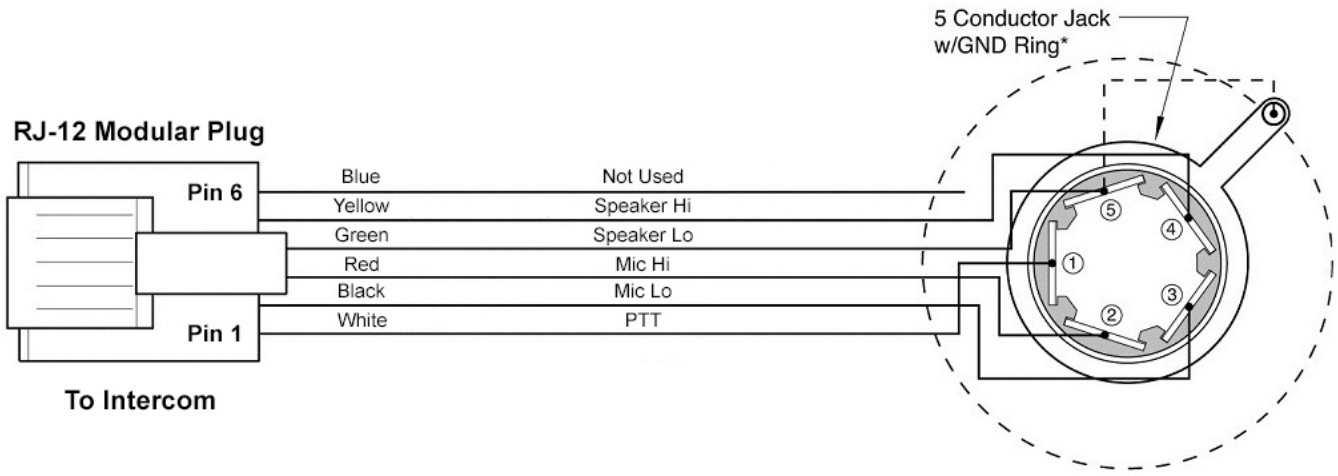 5 Conductor Jack
w/GND Ring*
RJ-12 Modular Plug
Pin 6
Blue Not Used
Yellow Speaker Hi
Green Speaker Lo
Red Mic Hi
Black Mic Lo
White PTT
Pin 1
To Intercom
5
4
1
3
2